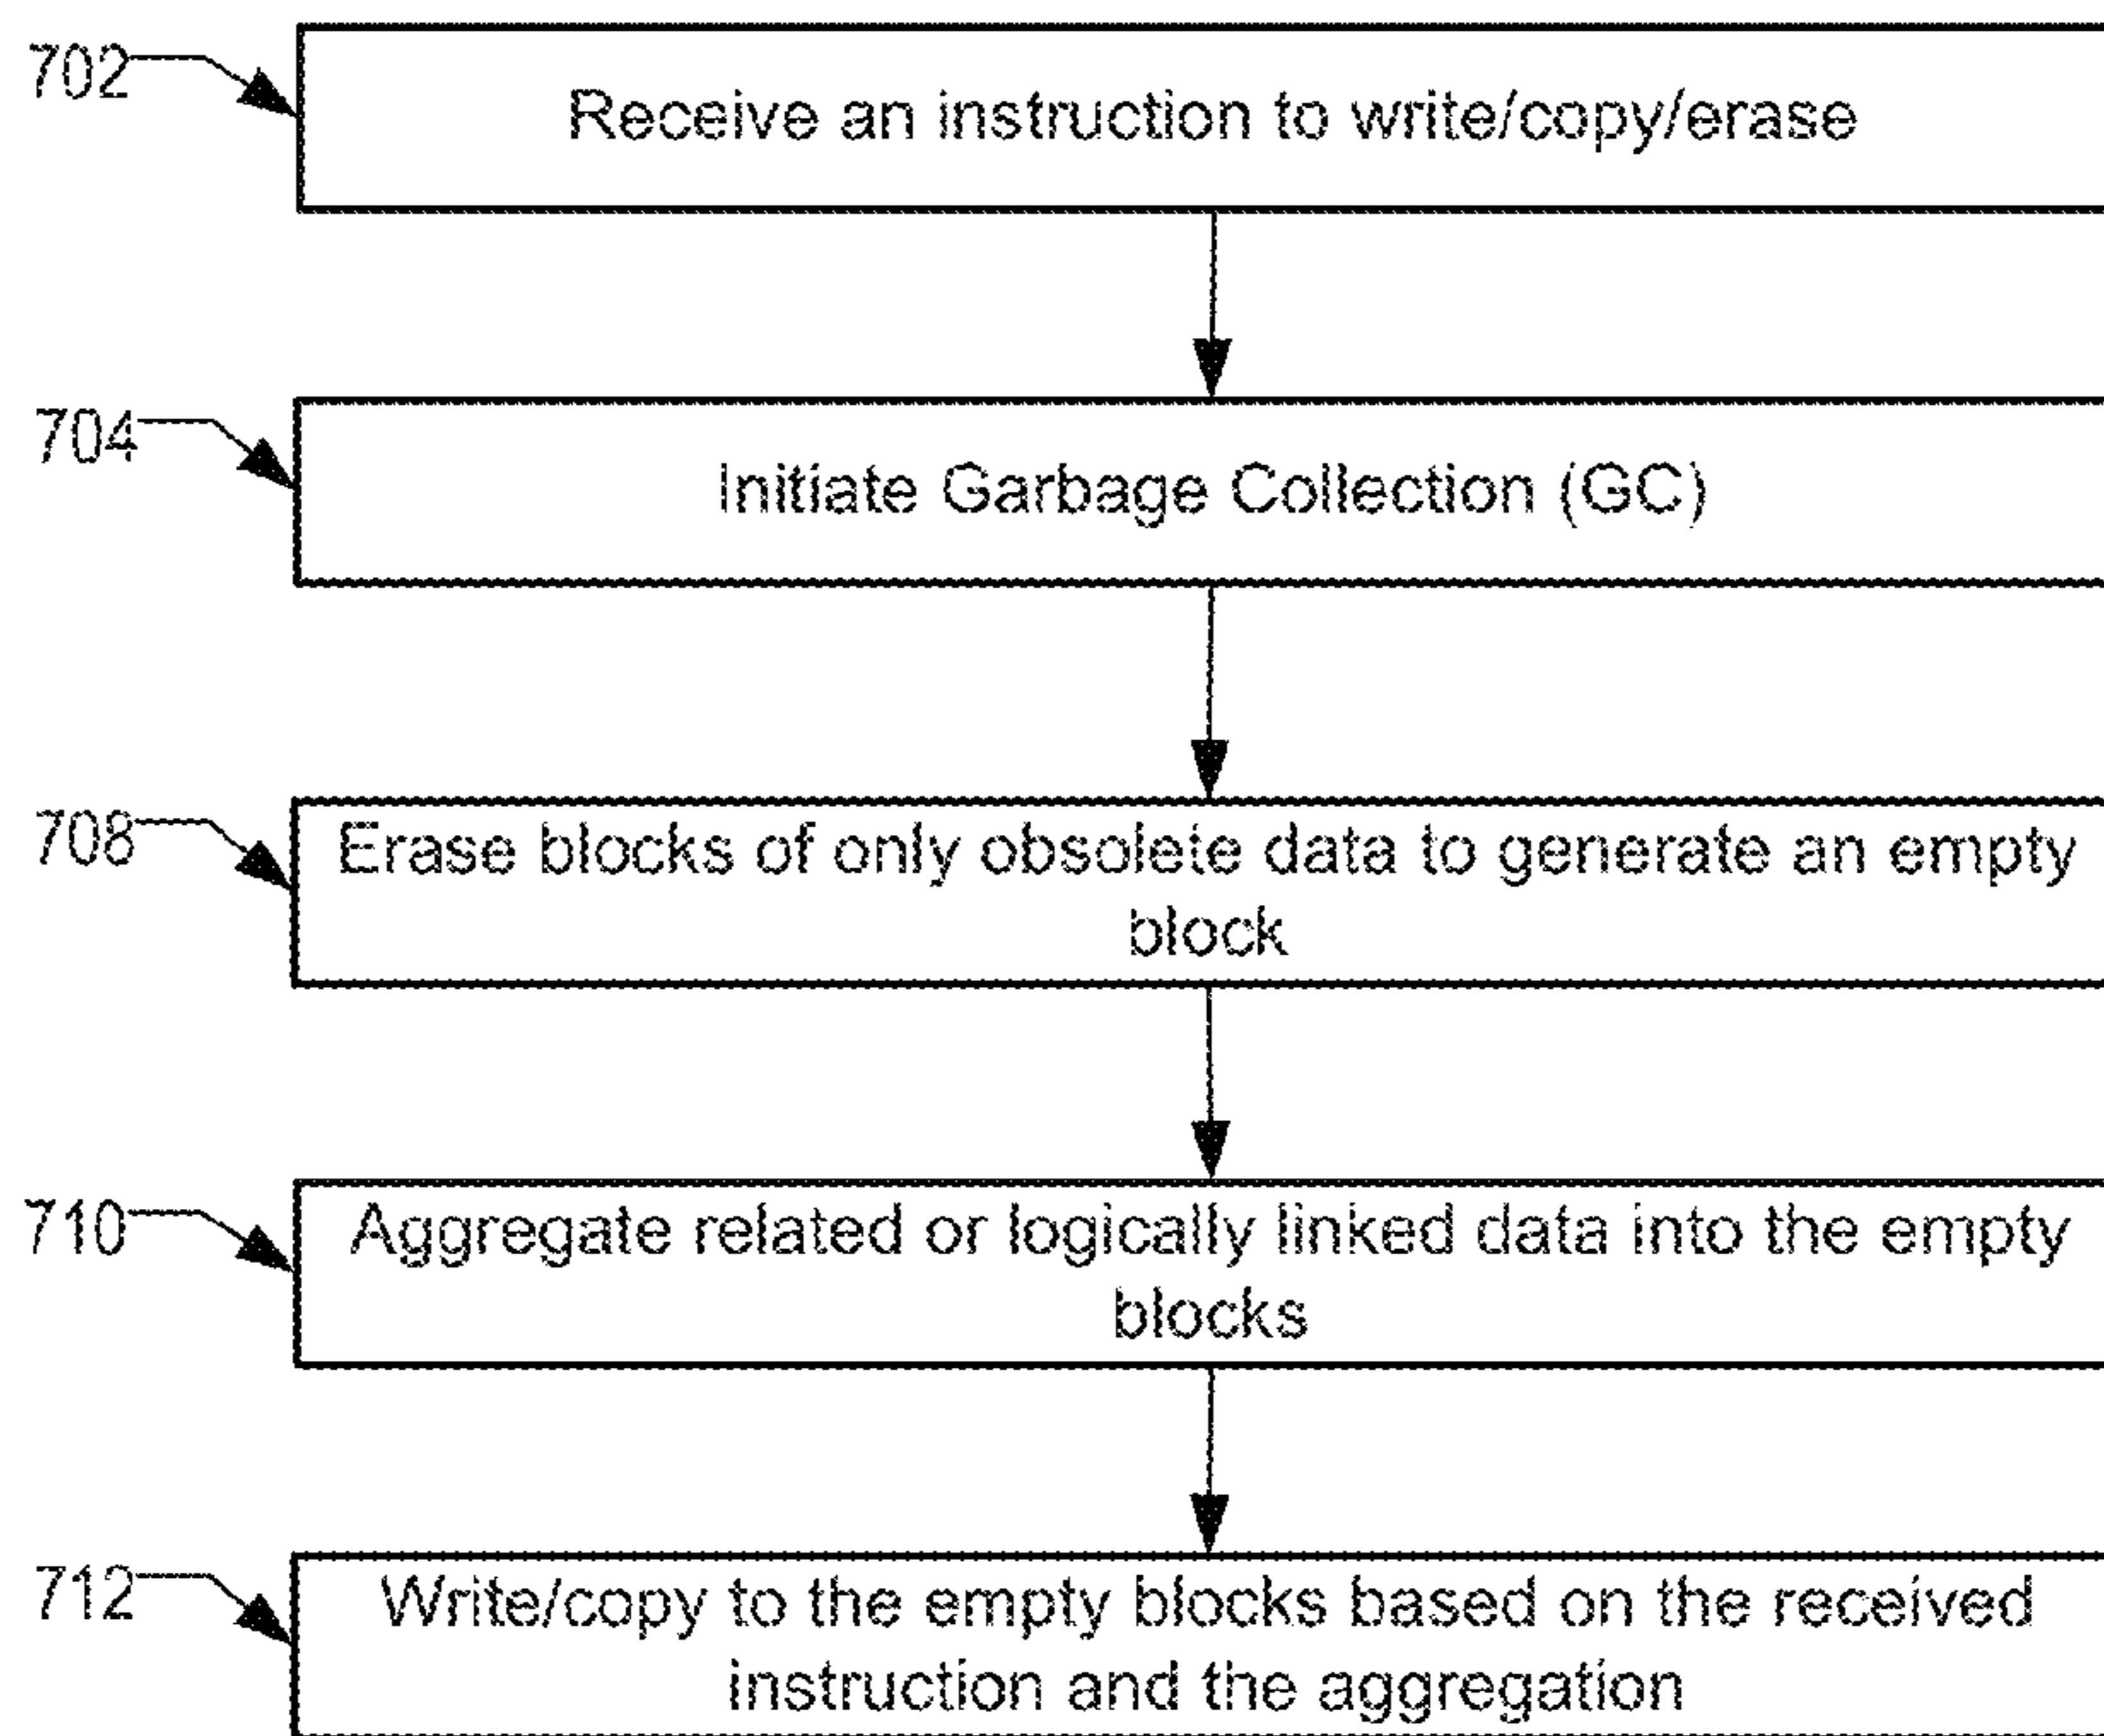 702
Receive an instruction to write/copy/erase
704
Initiate Garbage Collection (GC)
708
Erase blocks of only obsolete data to generate an empty
block
710
Aggregate related or logically linked data into the empty
blocks
712
Write/copy to the empty blocks based on the received
instruction and the aggregation